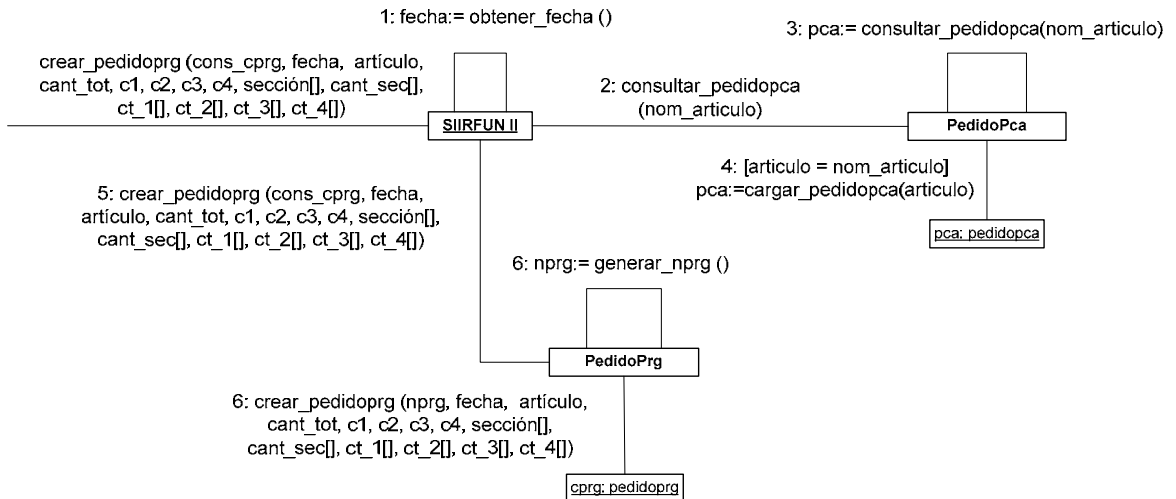 1: fecha:= obtener_fecha ()
3: pca:= consultar_pedidopca(nom_articulo)
crear_pedidoprg (cons_cprg, fecha, artículo,
cant_tot, c1, c2, c3, c4, sección[], cant_sec[],
ct_1[], ct_2[], ct_3[], ct_4[])
2: consultar_pedidopca
(nom_articulo)
SIIRFUN II
PedidoPca
4: [articulo = nom_articulo]
pca:=cargar_pedidopca(articulo)
5: crear_pedidoprg (cons_cprg, fecha,
artículo, cant_tot, c1, c2, c3, c4, sección[],
cant_sec[], ct_1[], ct_2[], ct_3[], ct_4[])
pca: pedidopca
6: nprg:= generar_nprg ()
PedidoPrg
6: crear_pedidoprg (nprg, fecha, artículo,
cant_tot, c1, c2, c3, c4, sección[],
cant_sec[], ct_1[], ct_2[], ct_3[], ct_4[])
cprg: pedidoprg